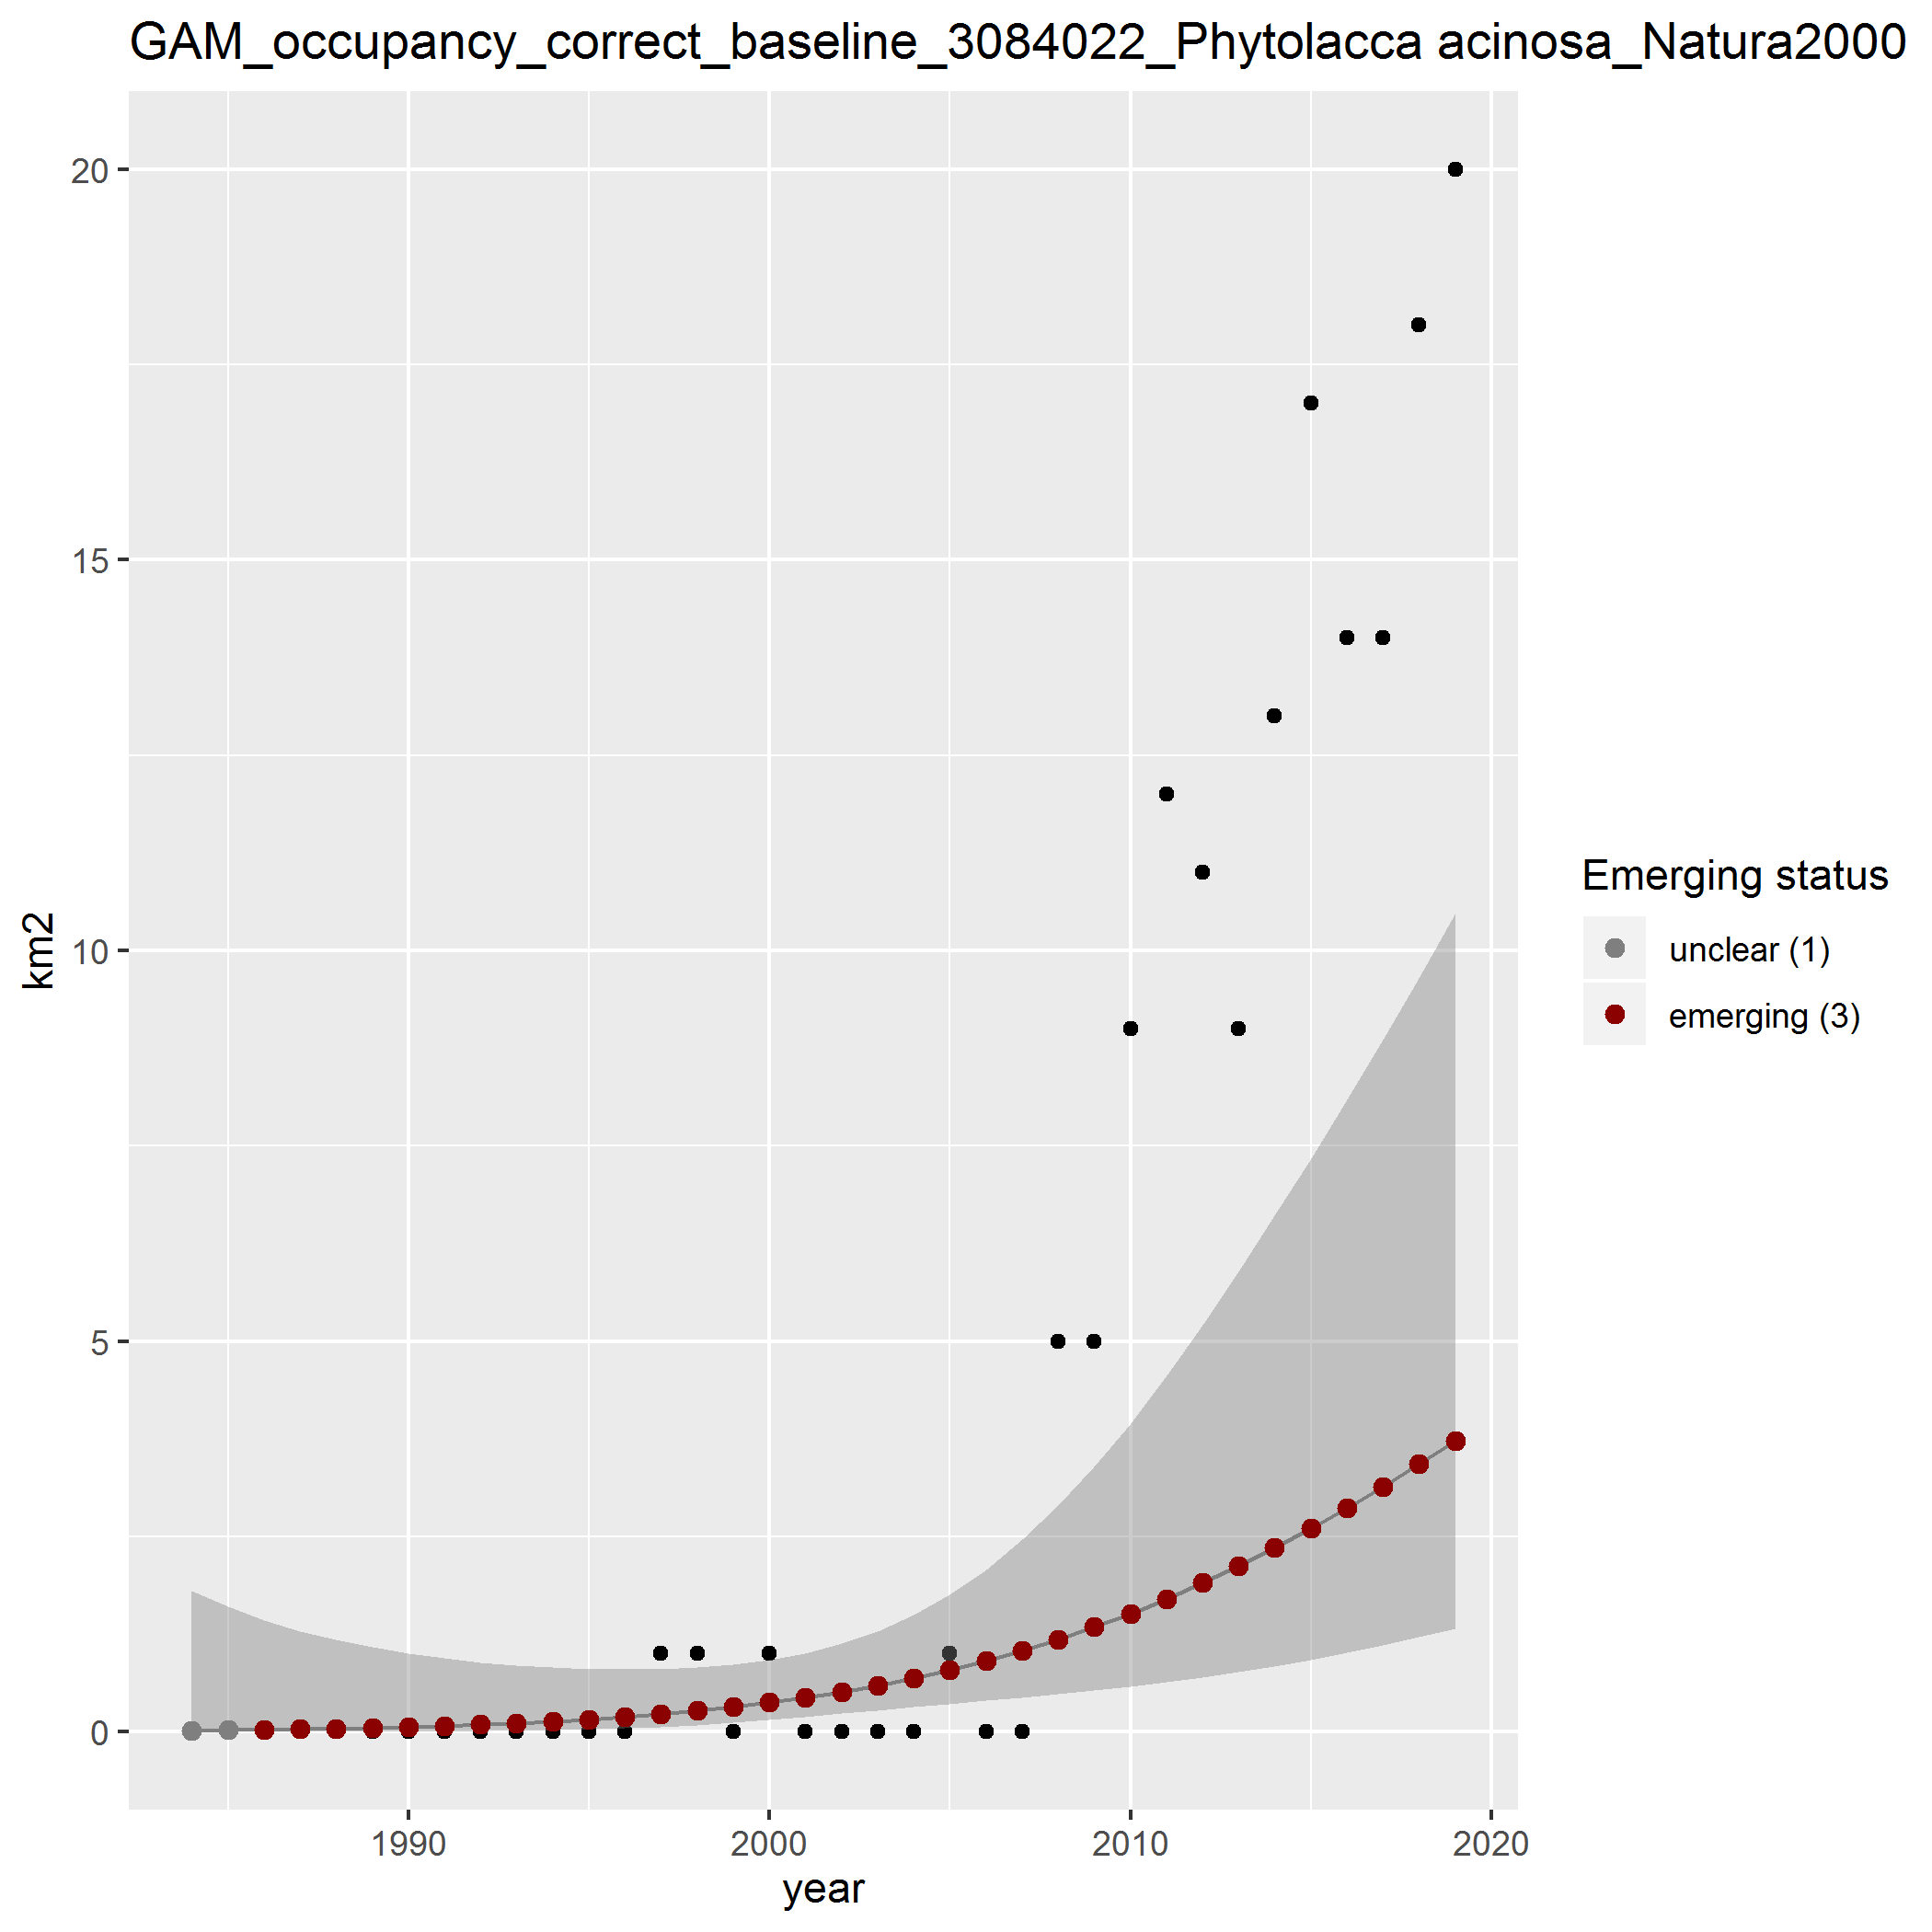 GAM_occupancy_correct_baseline_3084022_Phytolacca acinosa_Natura2000
20
15
10
5
0
km2
1990
2000
2010
2020
year
Emerging status
unclear (1)
emerging (3)